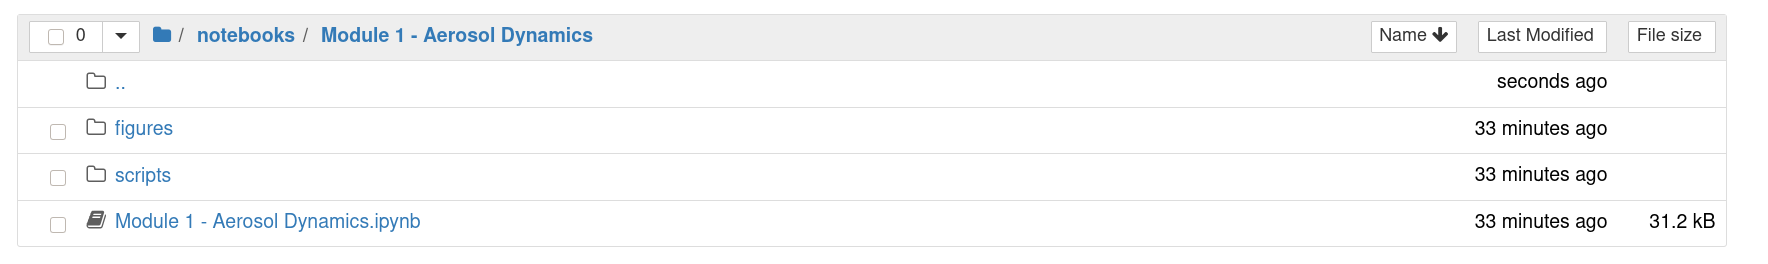 0 / notebooks / Module 1 - Aerosol Dynamics Name Last Modified File size
.. seconds ago
figures 33 minutes ago
scripts 33 minutes ago
Module 1 - Aerosol Dynamics.ipynb 33 minutes ago 31.2 kB